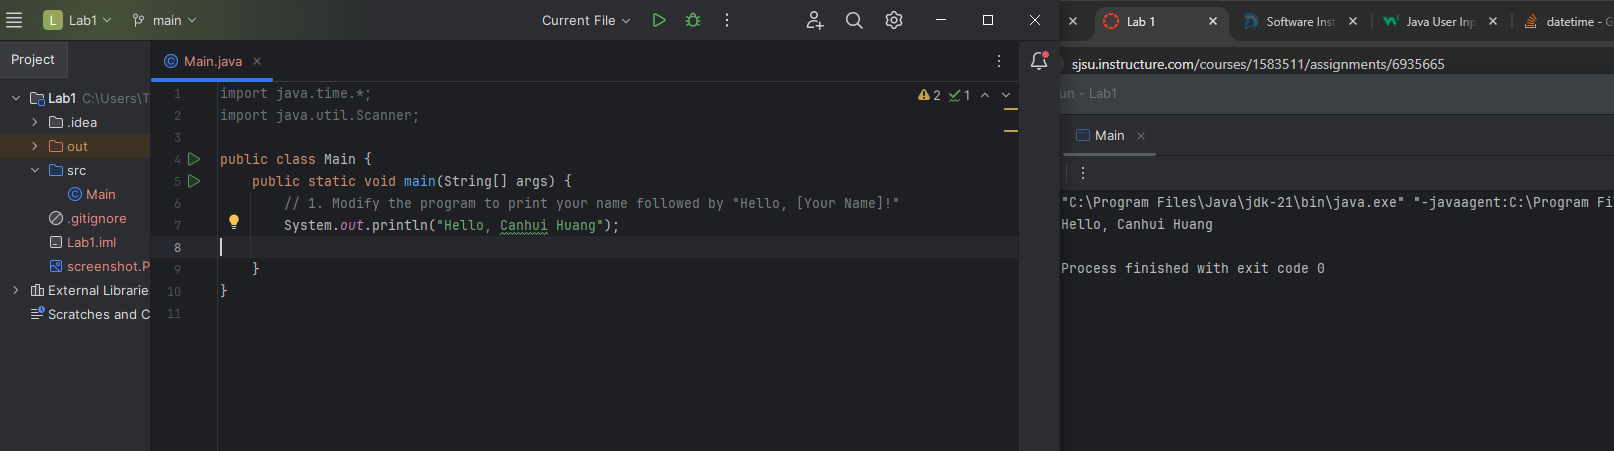 L Lab1 main Current File
Lab 1 Software Inst Java User Inp datetime - G
sjsu.instructure.com/courses/1583511/assignments/6935665
Project
Main.java
un - Lab1
Main
Lab1 C:\Users\T
.idea
out
src
Main
.gitignore
Lab1.iml
screenshot.P
External Librarie
Scratches and C
2 1
1 import java.time.*;
2 import java.util.Scanner;
3
4 public class Main {
5 public static void main(String[] args) {
6 // 1. Modify the program to print your name followed by "Hello, [Your Name]!"
7 System.out.println("Hello, Canhui Huang");
8
9 }
10 }
11
"C:\Program Files\Java\jdk-21\bin\java.exe" "-javaagent:C:\Program Fi
Hello, Canhui Huang
Process finished with exit code 0